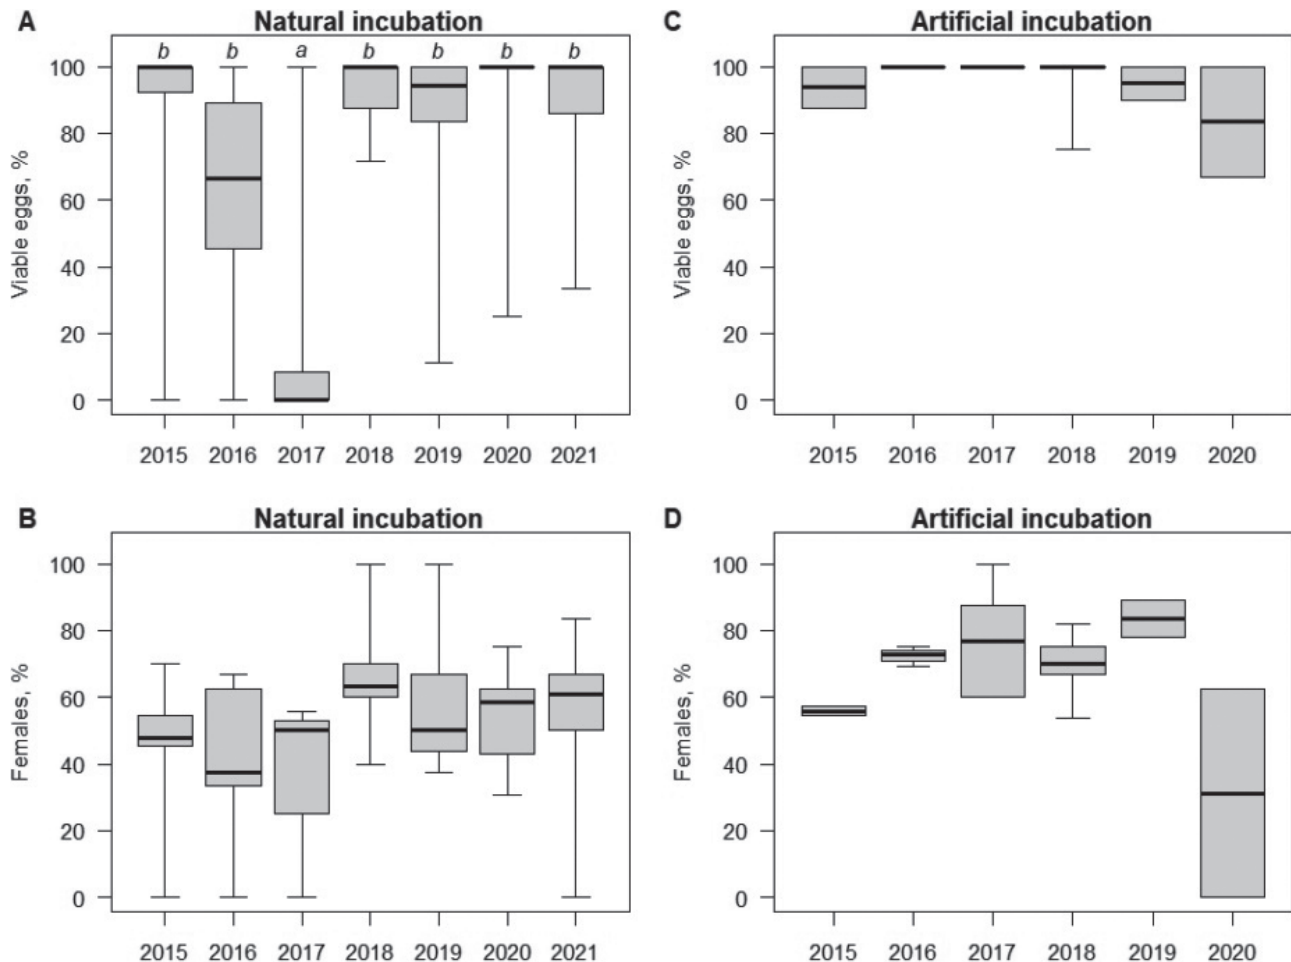 A
Natural incubation
b b a b b b b
Viable eggs, %
100
80
60
40
20
0
2015 2016 2017 2018 2019 2020 2021
C
Artificial incubation
Viable eggs, %
100
80
60
40
20
0
2015 2016 2017 2018 2019 2020
B
Natural incubation
Females, %
100
80
60
40
20
0
2015 2016 2017 2018 2019 2020 2021
D
Artificial incubation
Females, %
100
80
60
40
20
0
2015 2016 2017 2018 2019 2020